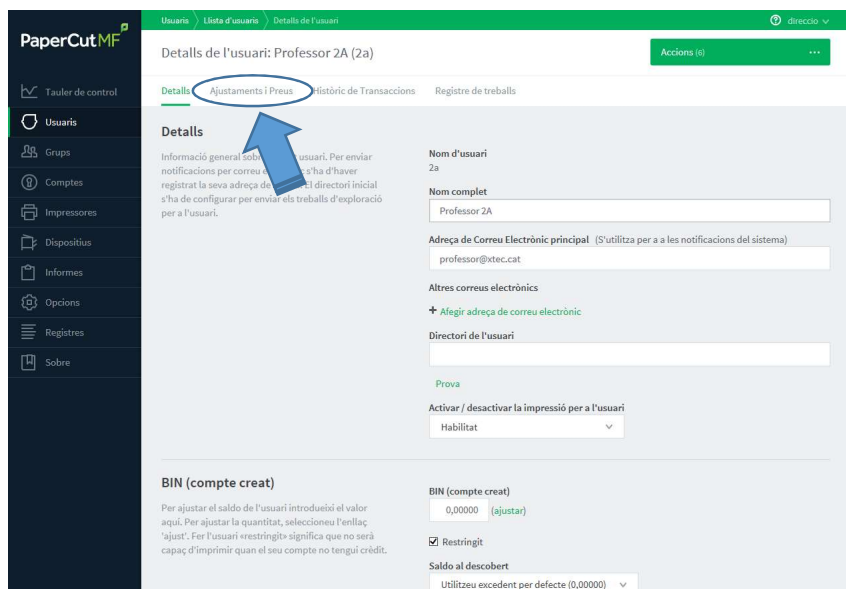 PaperCut MF
Usuaris
Llista d'usuaris
Detalls de l'usuari
direccio
Detalls de l'usuari: Professor 2A (2a)
Accions (6)
Tauler de control
Usuaris
Grups
Comptes
Impressores
Dispositius
Informes
Opcions
Registres
Sobre
Detalls
Ajustaments i Preus
Històric de Transaccions
Registre de treballs
Detalls
Informació general sobre usuari. Per enviar
notificacions per correu s'ha d'haver
registrat la seva adreça de El directori inicial
s'ha de configurar per enviar els treballs d'exploració
per a l'usuari.
Nom d'usuari
2a
Nom complet
Professor 2A
Adreça de Correu Electrònic principal (S'utilitza per a a les notificacions del sistema)
professor@xtec.cat
Altres correus electrònics
+ Afegir adreça de correu electrònic
Directori de l'usuari
Prova
Activar / desactivar la impressió per a l'usuari
Habilitat
BIN (compte creat)
Per ajustar el saldo de l'usuari introdueixi el valor
aquí. Per ajustar la quantitat, seleccioneu l'enllaç
'ajust'. Fer l'usuari «restringit» significa que no serà
capaç d'imprimir quan el seu compte no tengui crèdit.
BIN (compte creat)
0,00000 (ajustar)
Restringit
Saldo al descobert
Utilitzeu excedent per defecte (0,00000)